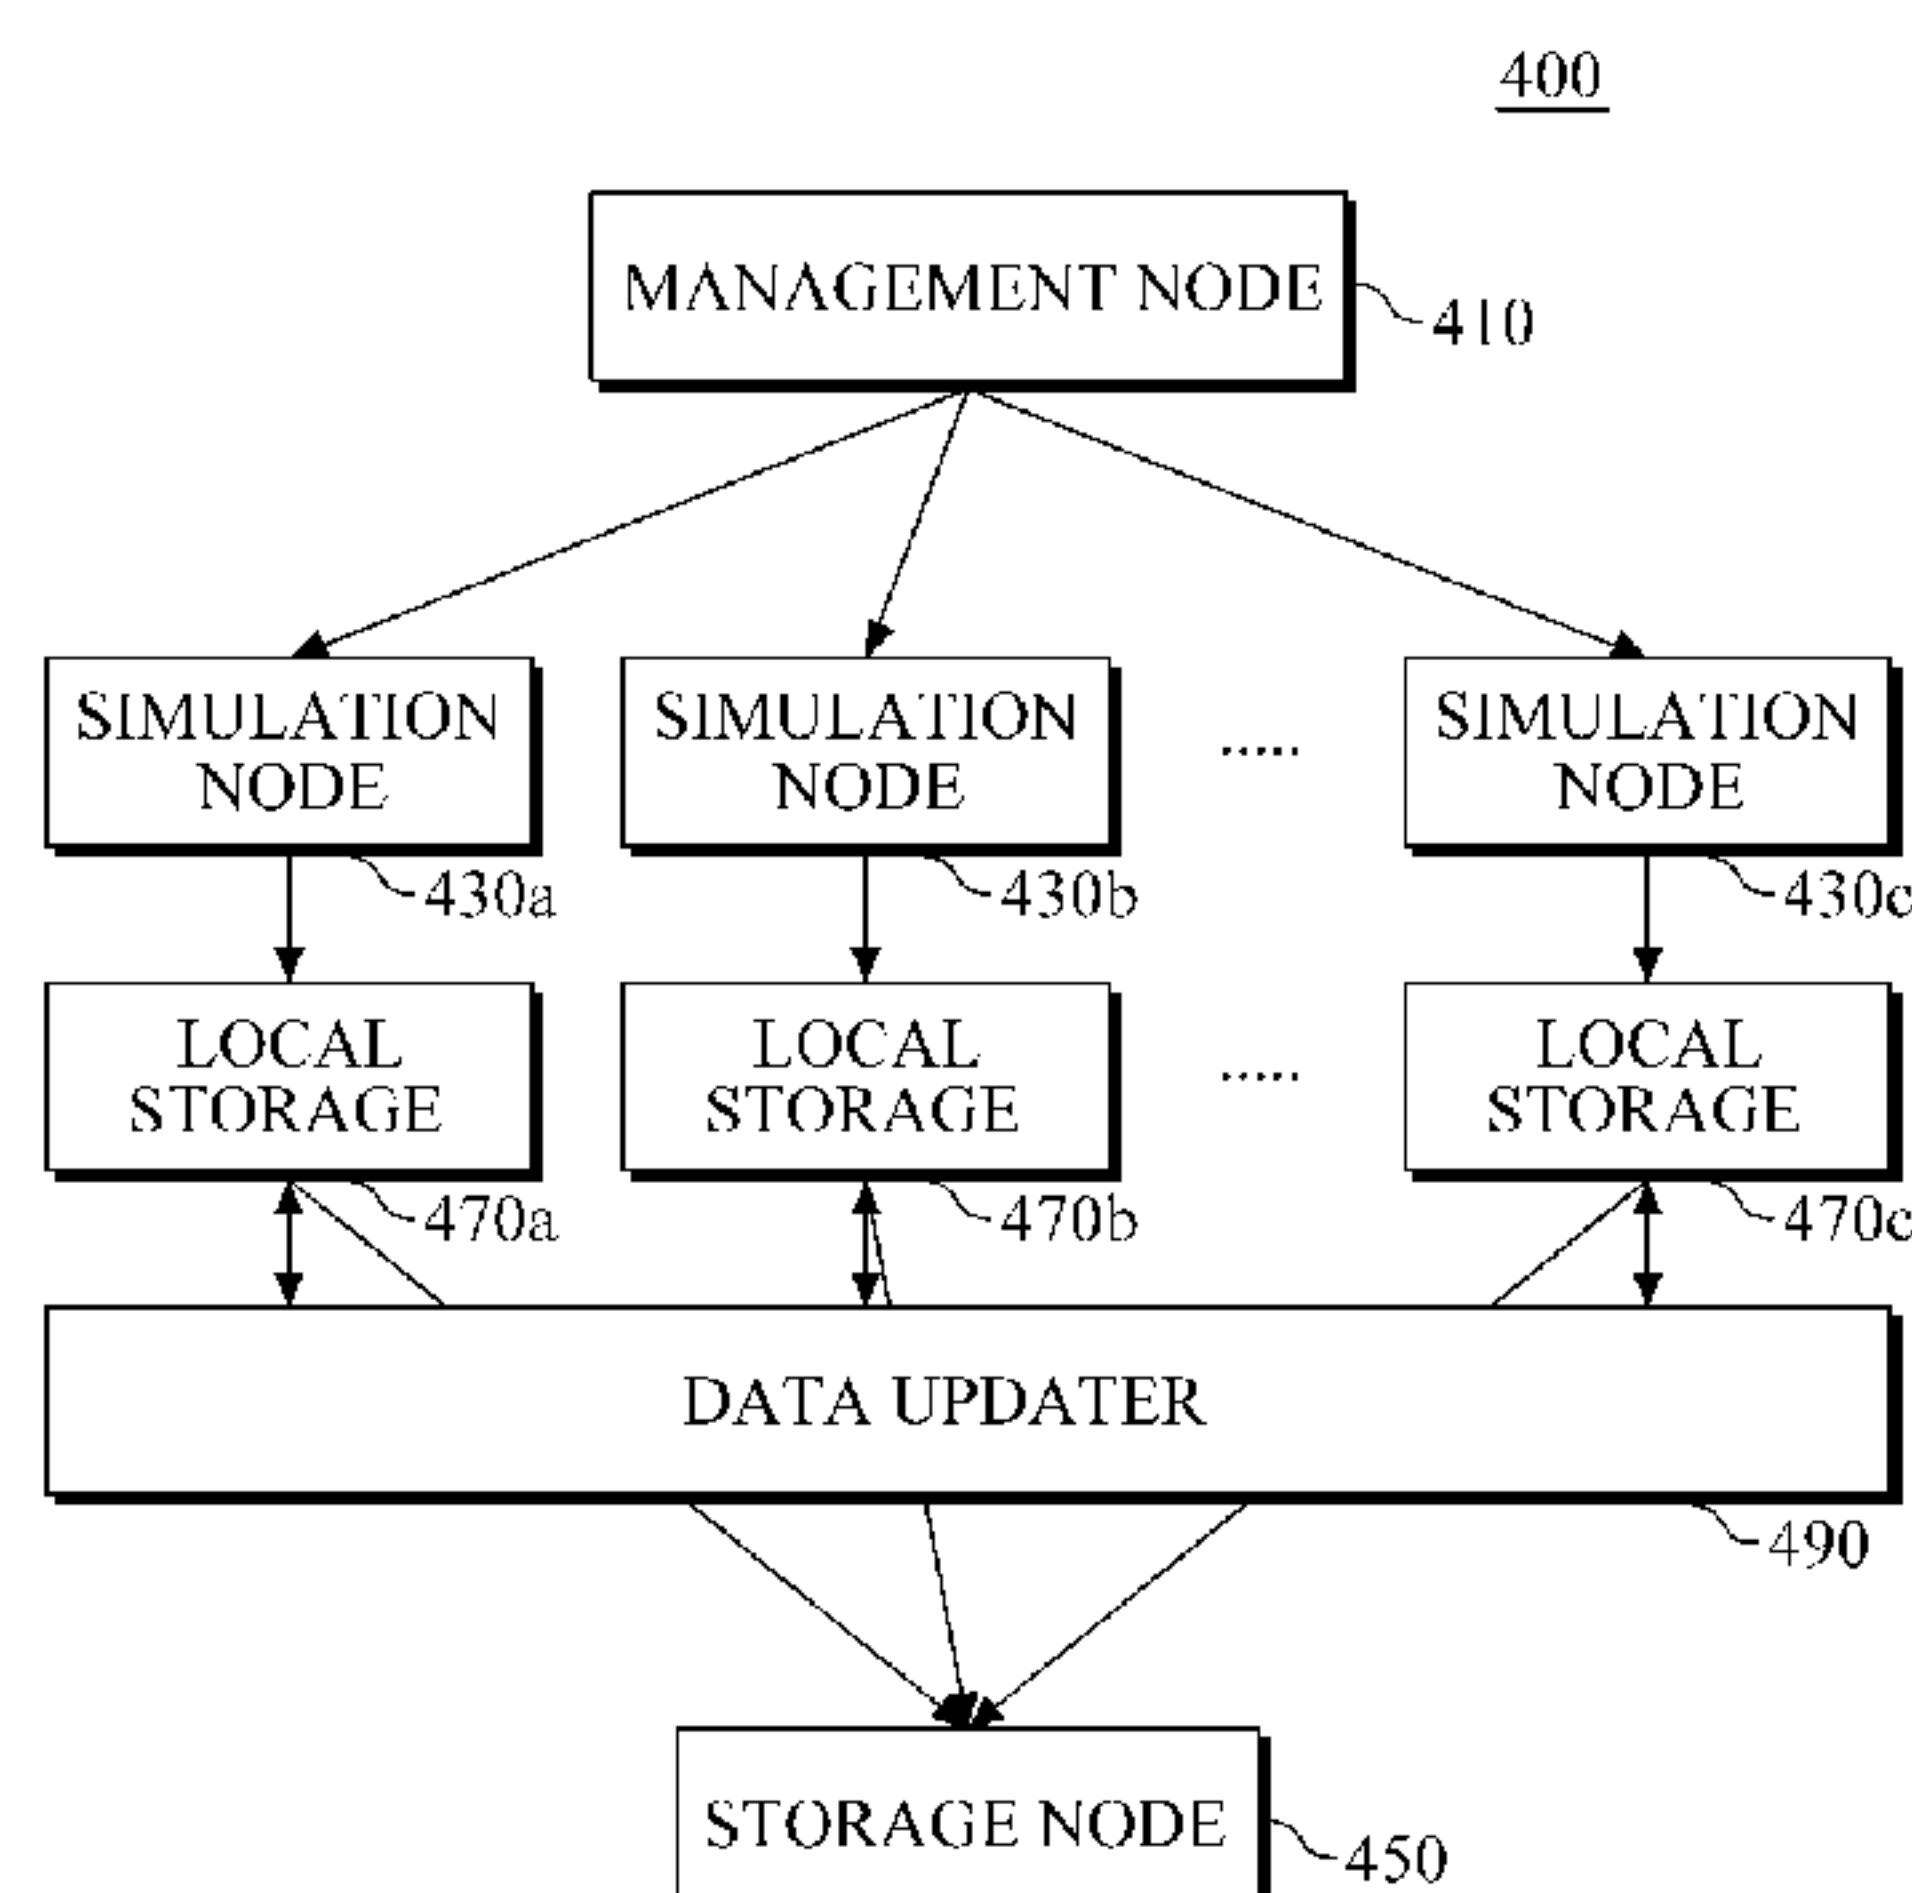 400
MANAGEMENT NODE
410
SIMULATION
NODE
SIMULATION
NODE
.....
SIMULATION
NODE
430a
430b
430c
LOCAL
STORAGE
LOCAL
STORAGE
.....
LOCAL
STORAGE
470a
470b
470c
DATA UPDATER
490
STORAGE NODE
450